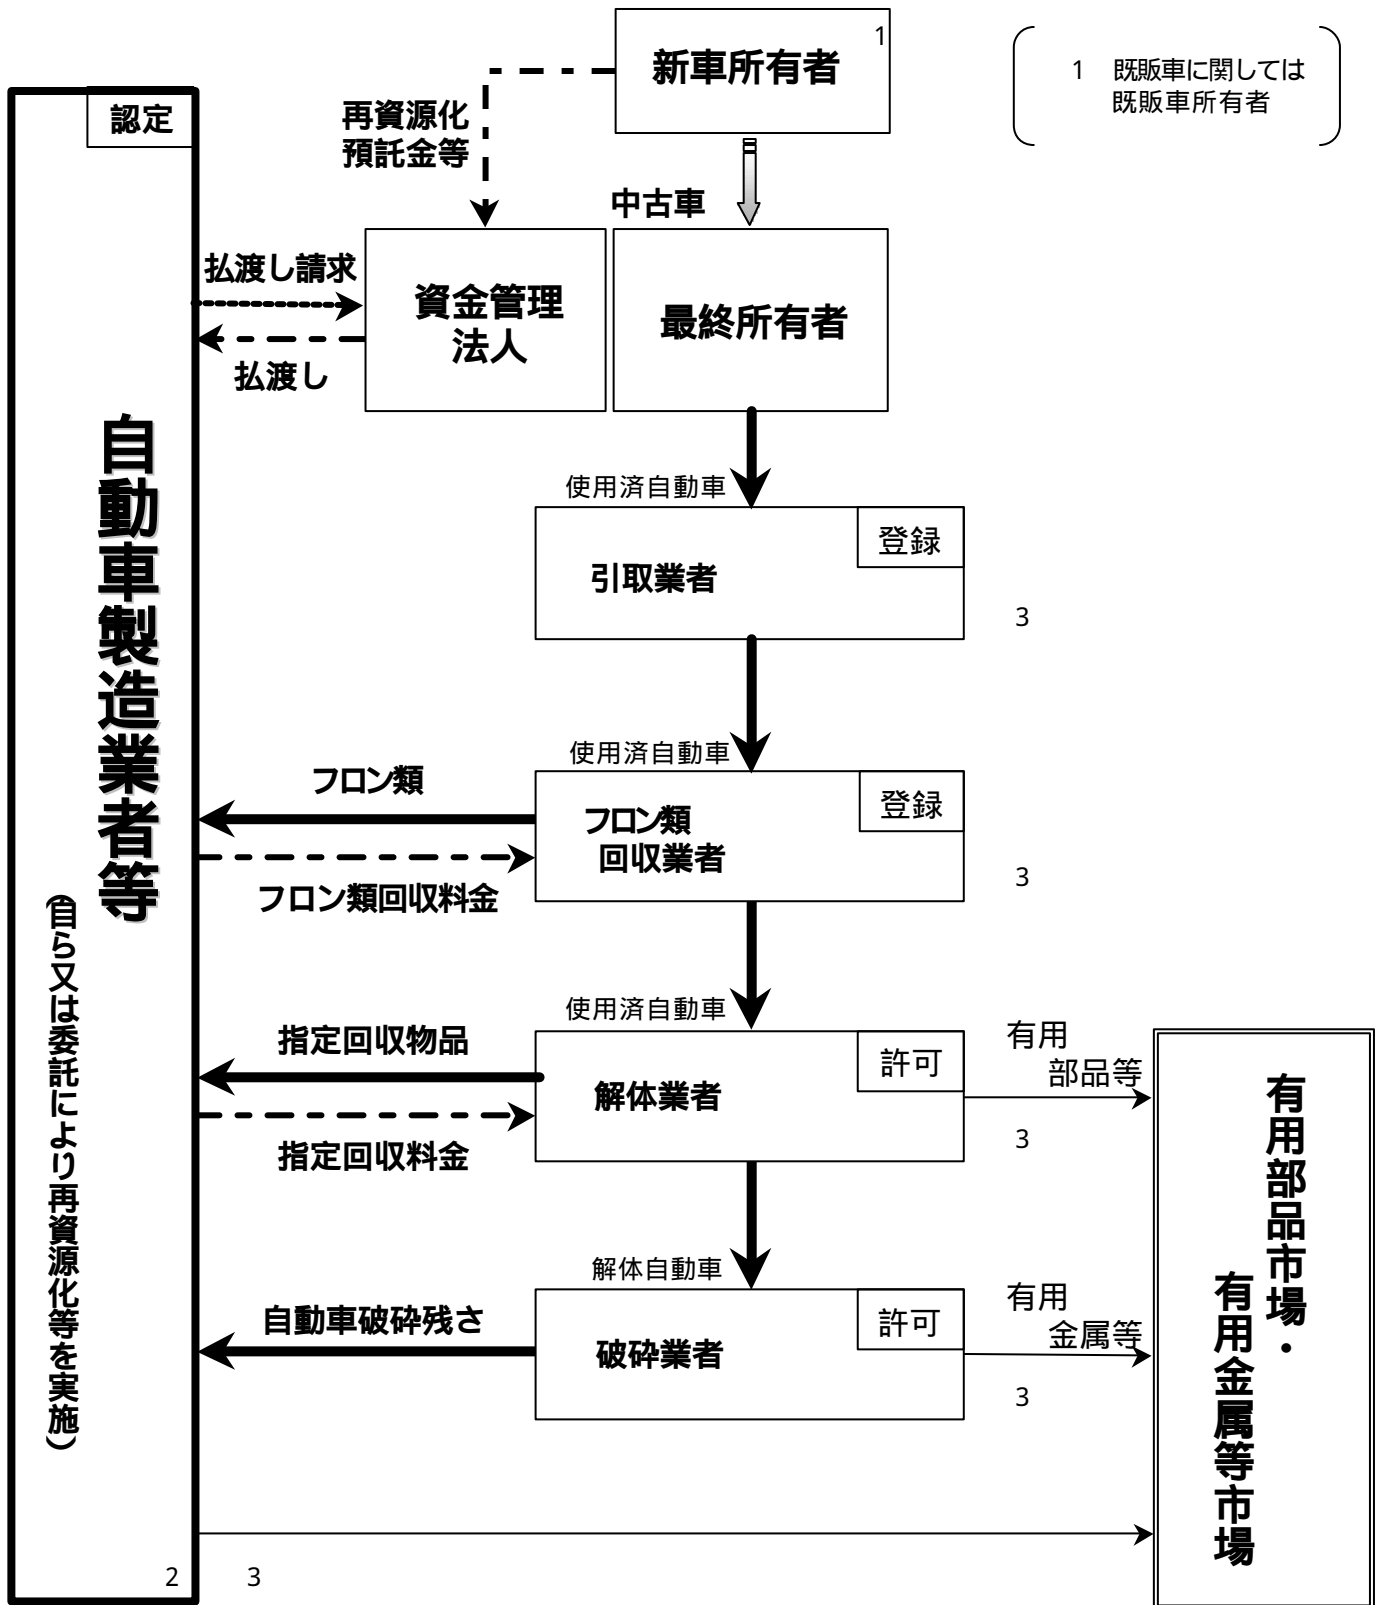 新車所有者
1
1 既販車に関しては
既販車所有者
認定
再資源化
預託金等
中古車
払渡し請求
払渡し
資金管理
法人
最終所有者
自動車製造業者等
(自ら又は委託により再資源化等を実施)
使用済自動車
登録
引取業者
3
使用済自動車
登録
フロン類
回収業者
3
フロン類
フロン類回収料金
使用済自動車
許可
解体業者
3
指定回収物品
指定回収料金
有用
部品等
解体自動車
許可
破砕業者
3
自動車破砕残さ
有用
金属等
有用部品市場・
有用金属等市場
2 3